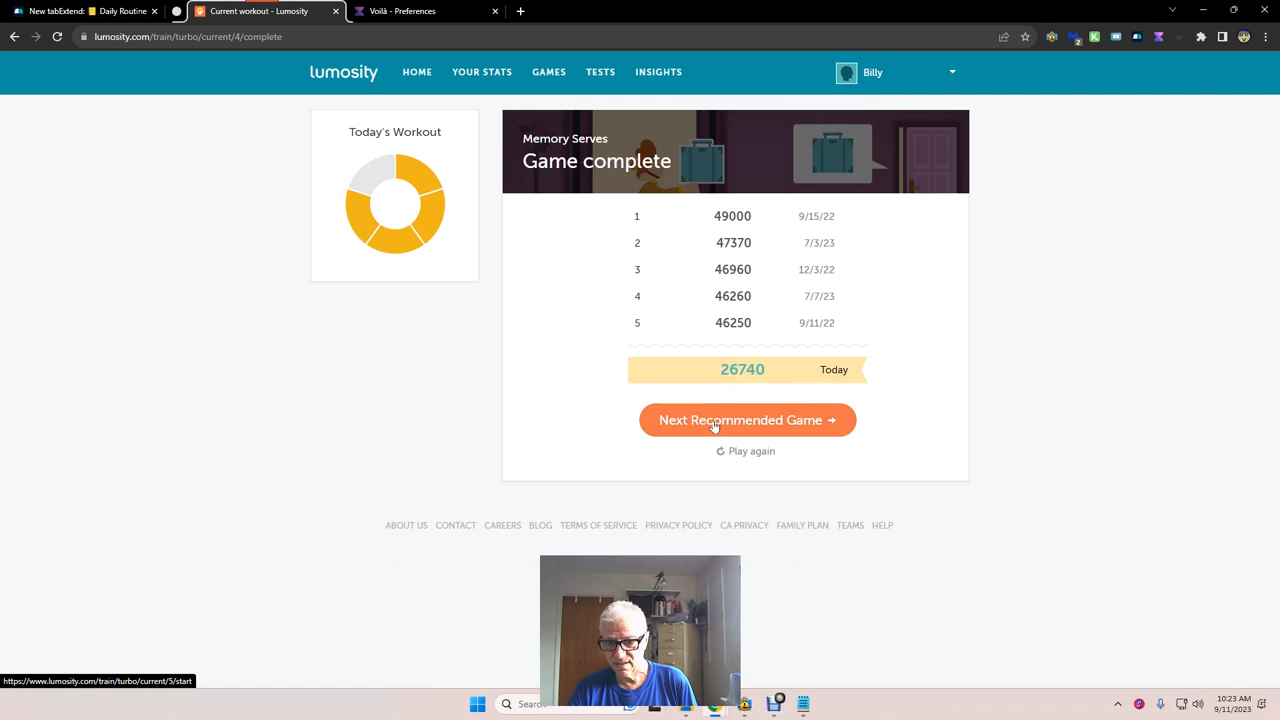 New tabExtend: Daily Routine
Current workout - Lumosity
Voilà - Preferences
lumosity.com/train/turbo/current/4/complete
lumosity
HOME
YOUR STATS
GAMES
TESTS
INSIGHTS
Billy
Today's Workout
Memory Serves
Game complete
1 49000 9/15/22
2 47370 7/3/23
3 46960 12/3/22
4 46260 7/7/23
5 46250 9/11/22
26740 Today
Next Recommended Game
Play again
ABOUT US CONTACT CAREERS BLOG TERMS OF SERVICE PRIVACY POLICY CA PRIVACY FAMILY PLAN TEAMS HELP
https://www.lumosity.com/train/turbo/current/5/start
Search
10:23 AM
9/11/2023